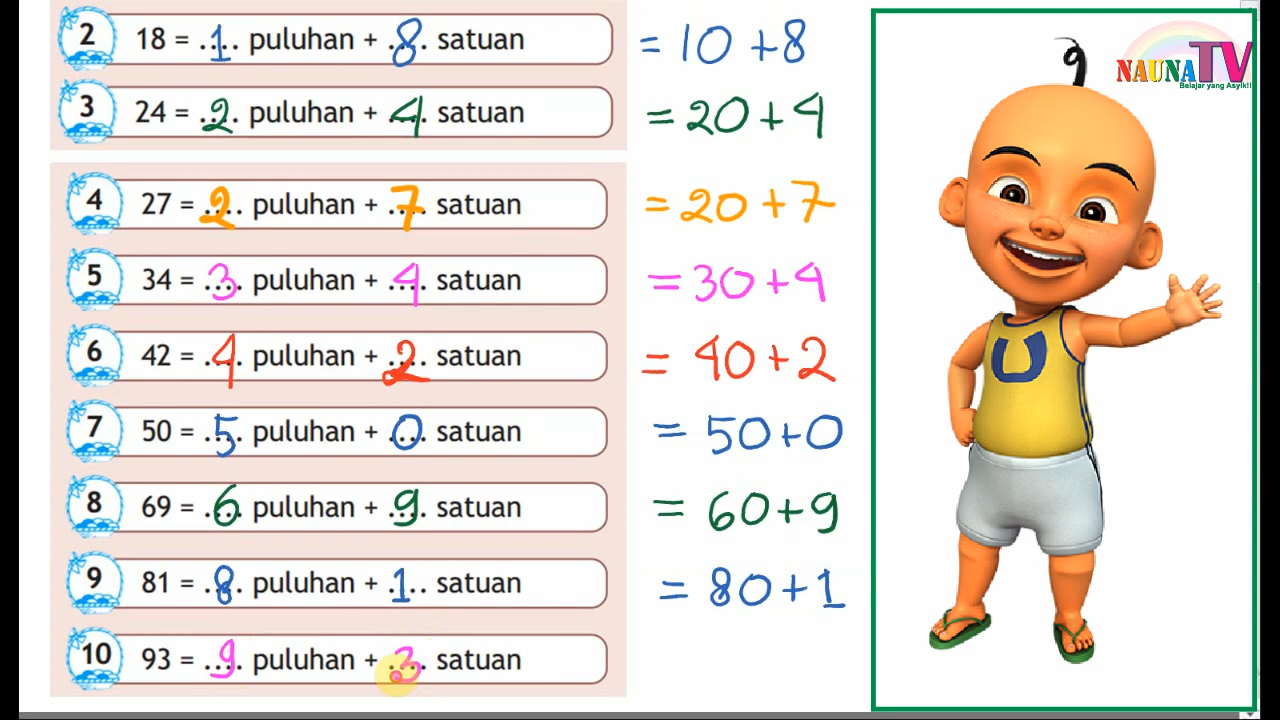 2 18 = .1.. puluhan + .8.. satuan = 10 + 8
3 24 = .2.. puluhan + .4.. satuan = 20 + 4
4 27 = .2.. puluhan + .7.. satuan = 20 + 7
5 34 = .3.. puluhan + .4.. satuan = 30 + 4
6 42 = .4.. puluhan + .2.. satuan = 40 + 2
7 50 = .5.. puluhan + .0.. satuan = 50 + 0
8 69 = .6.. puluhan + .9.. satuan = 60 + 9
9 81 = .8.. puluhan + .1.. satuan = 80 + 1
10 93 = .9.. puluhan + .3.. satuan
NAUNA TV
Belajar yang Asyik!!
U